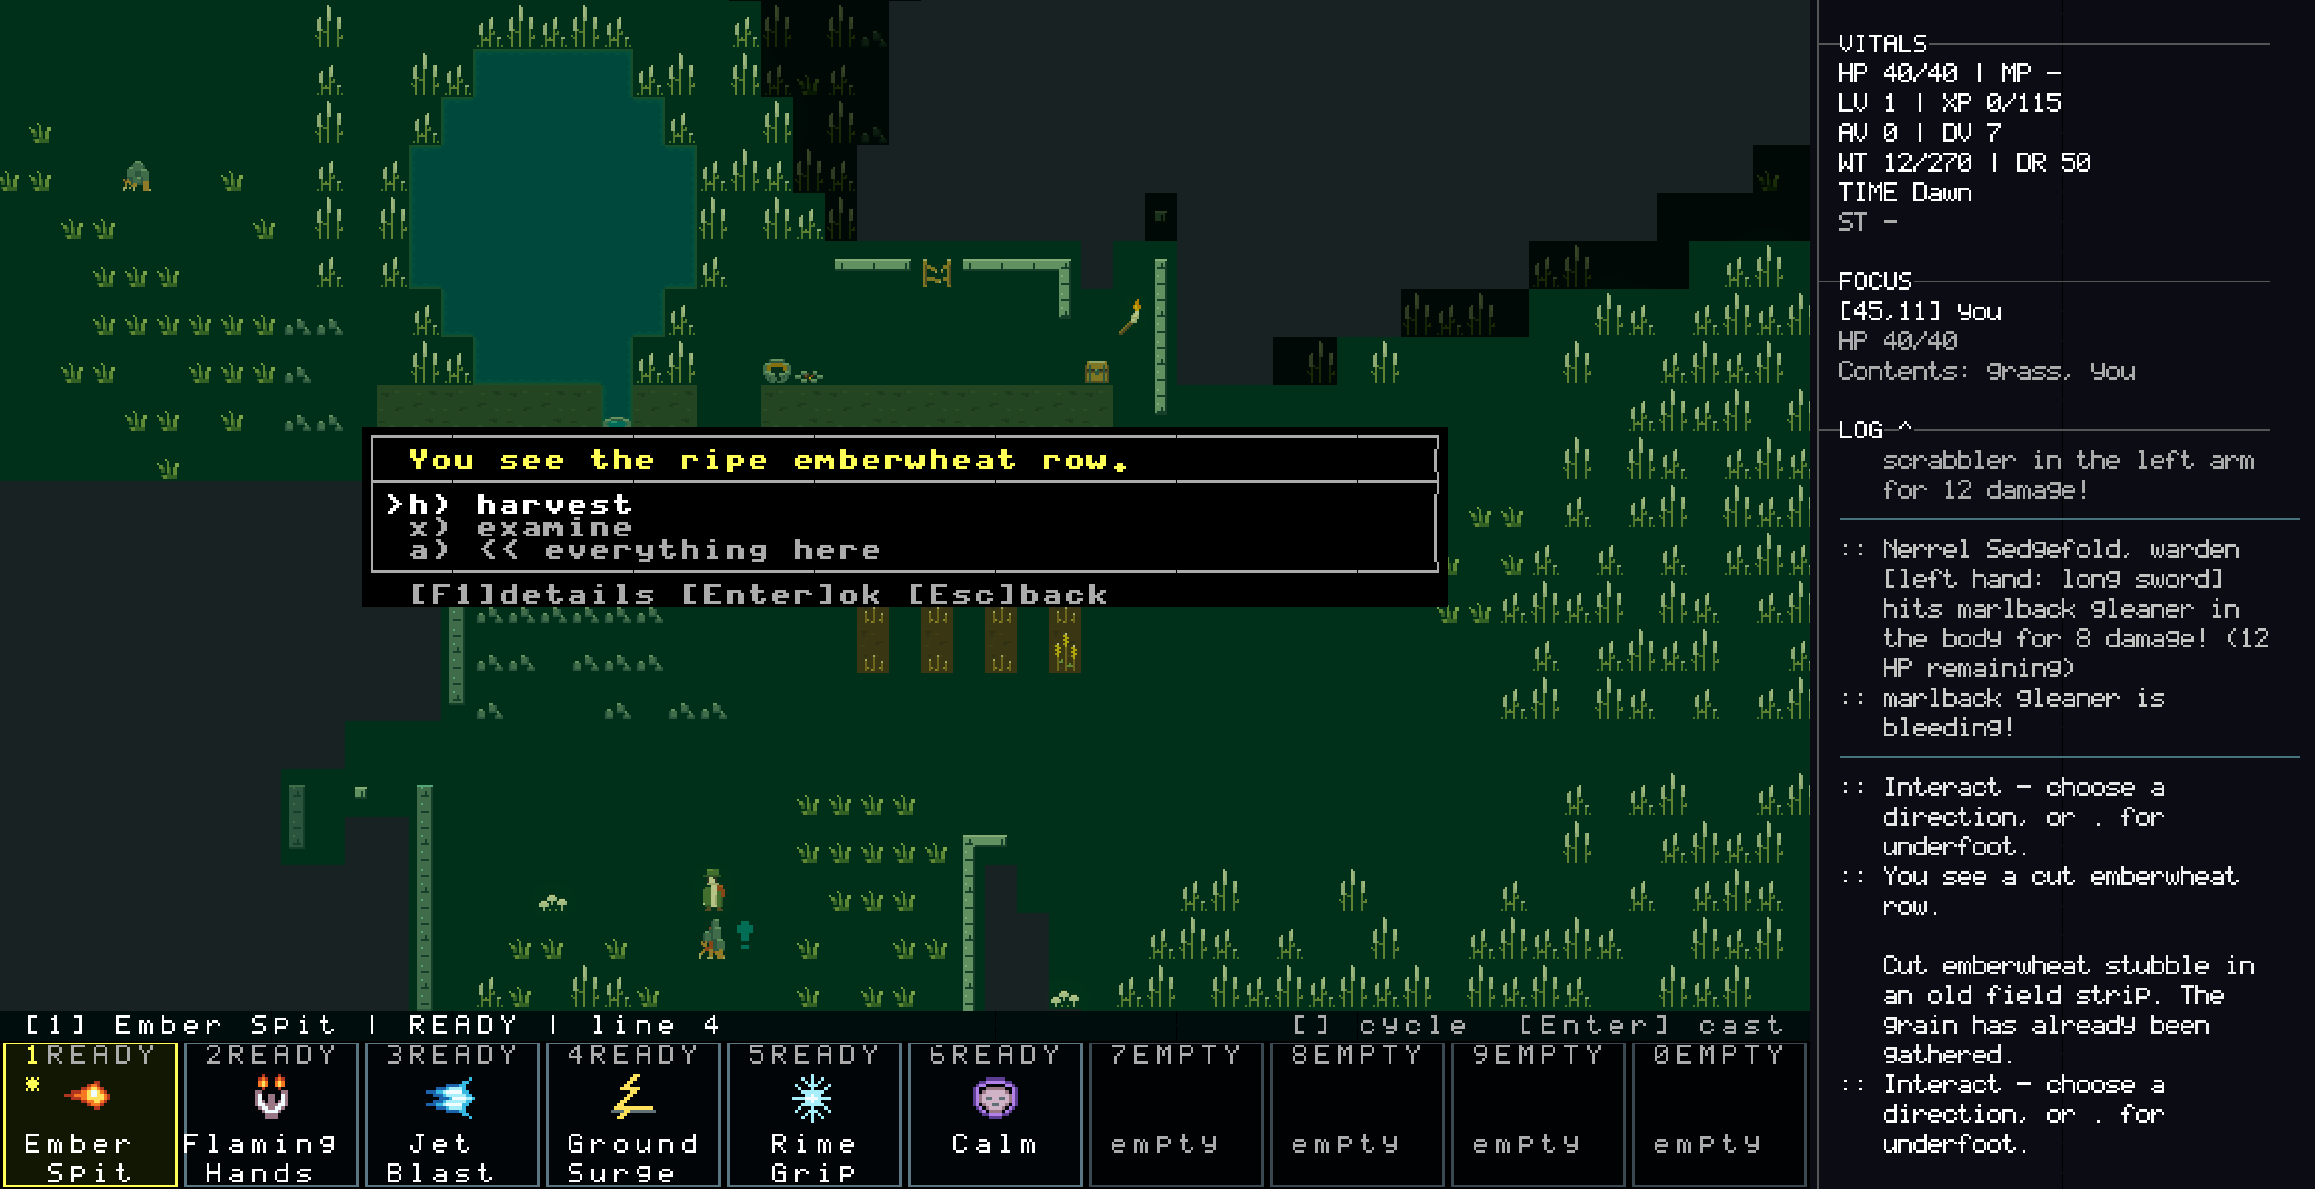 VITALS
HP 40/40 | MP -
LV 1 | XP 0/115
AV 0 | DV 7
WT 12/270 | DR 50
TIME Dawn
ST -
FOCUS
[45,11] you
HP 40/40
Contents: grass, you
LOG ^
scrabbler in the left arm
for 12 damage!
:: Nerrel Sedgefold, warden
[left hand: long sword]
hits marlback gleaner in
the body for 8 damage! (12
HP remaining)
:: marlback gleaner is
bleeding!
:: Interact - choose a
direction, or . for
underfoot.
:: You see a cut emberwheat
row.
Cut emberwheat stubble in
an old field strip. The
grain has already been
gathered.
:: Interact - choose a
direction, or . for
underfoot.
You see the ripe emberwheat row.
>h) harvest
x) examine
a) << everything here
[F1]details [Enter]ok [Esc]back
[1] Ember Spit | READY | line 4
[] cycle [Enter] cast
1READY 2READY 3READY 4READY 5READY 6READY 7EMPTY 8EMPTY 9EMPTY 0EMPTY
Ember Flaming Jet Ground Rime Calm empty empty empty empty
Spit Hands Blast Surge Grip